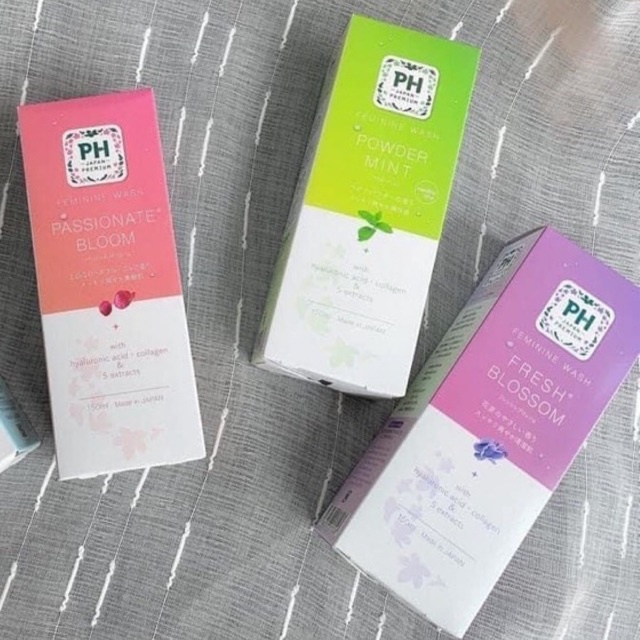 PH
JAPAN
PREMIUM
FEMININE WASH
PASSIONATE
BLOOM
with
hyaluronic acid・collagen
&
5 extracts
150ml Made in JAPAN
PH
JAPAN
PREMIUM
FEMININE WASH
POWDER
MINT
with
hyaluronic acid・collagen
&
5 extracts
Made in JAPAN
PH
JAPAN
PREMIUM
FEMININE WASH
FRESH
BLOSSOM
with
hyaluronic acid・collagen
&
5 extracts
Made in JAPAN